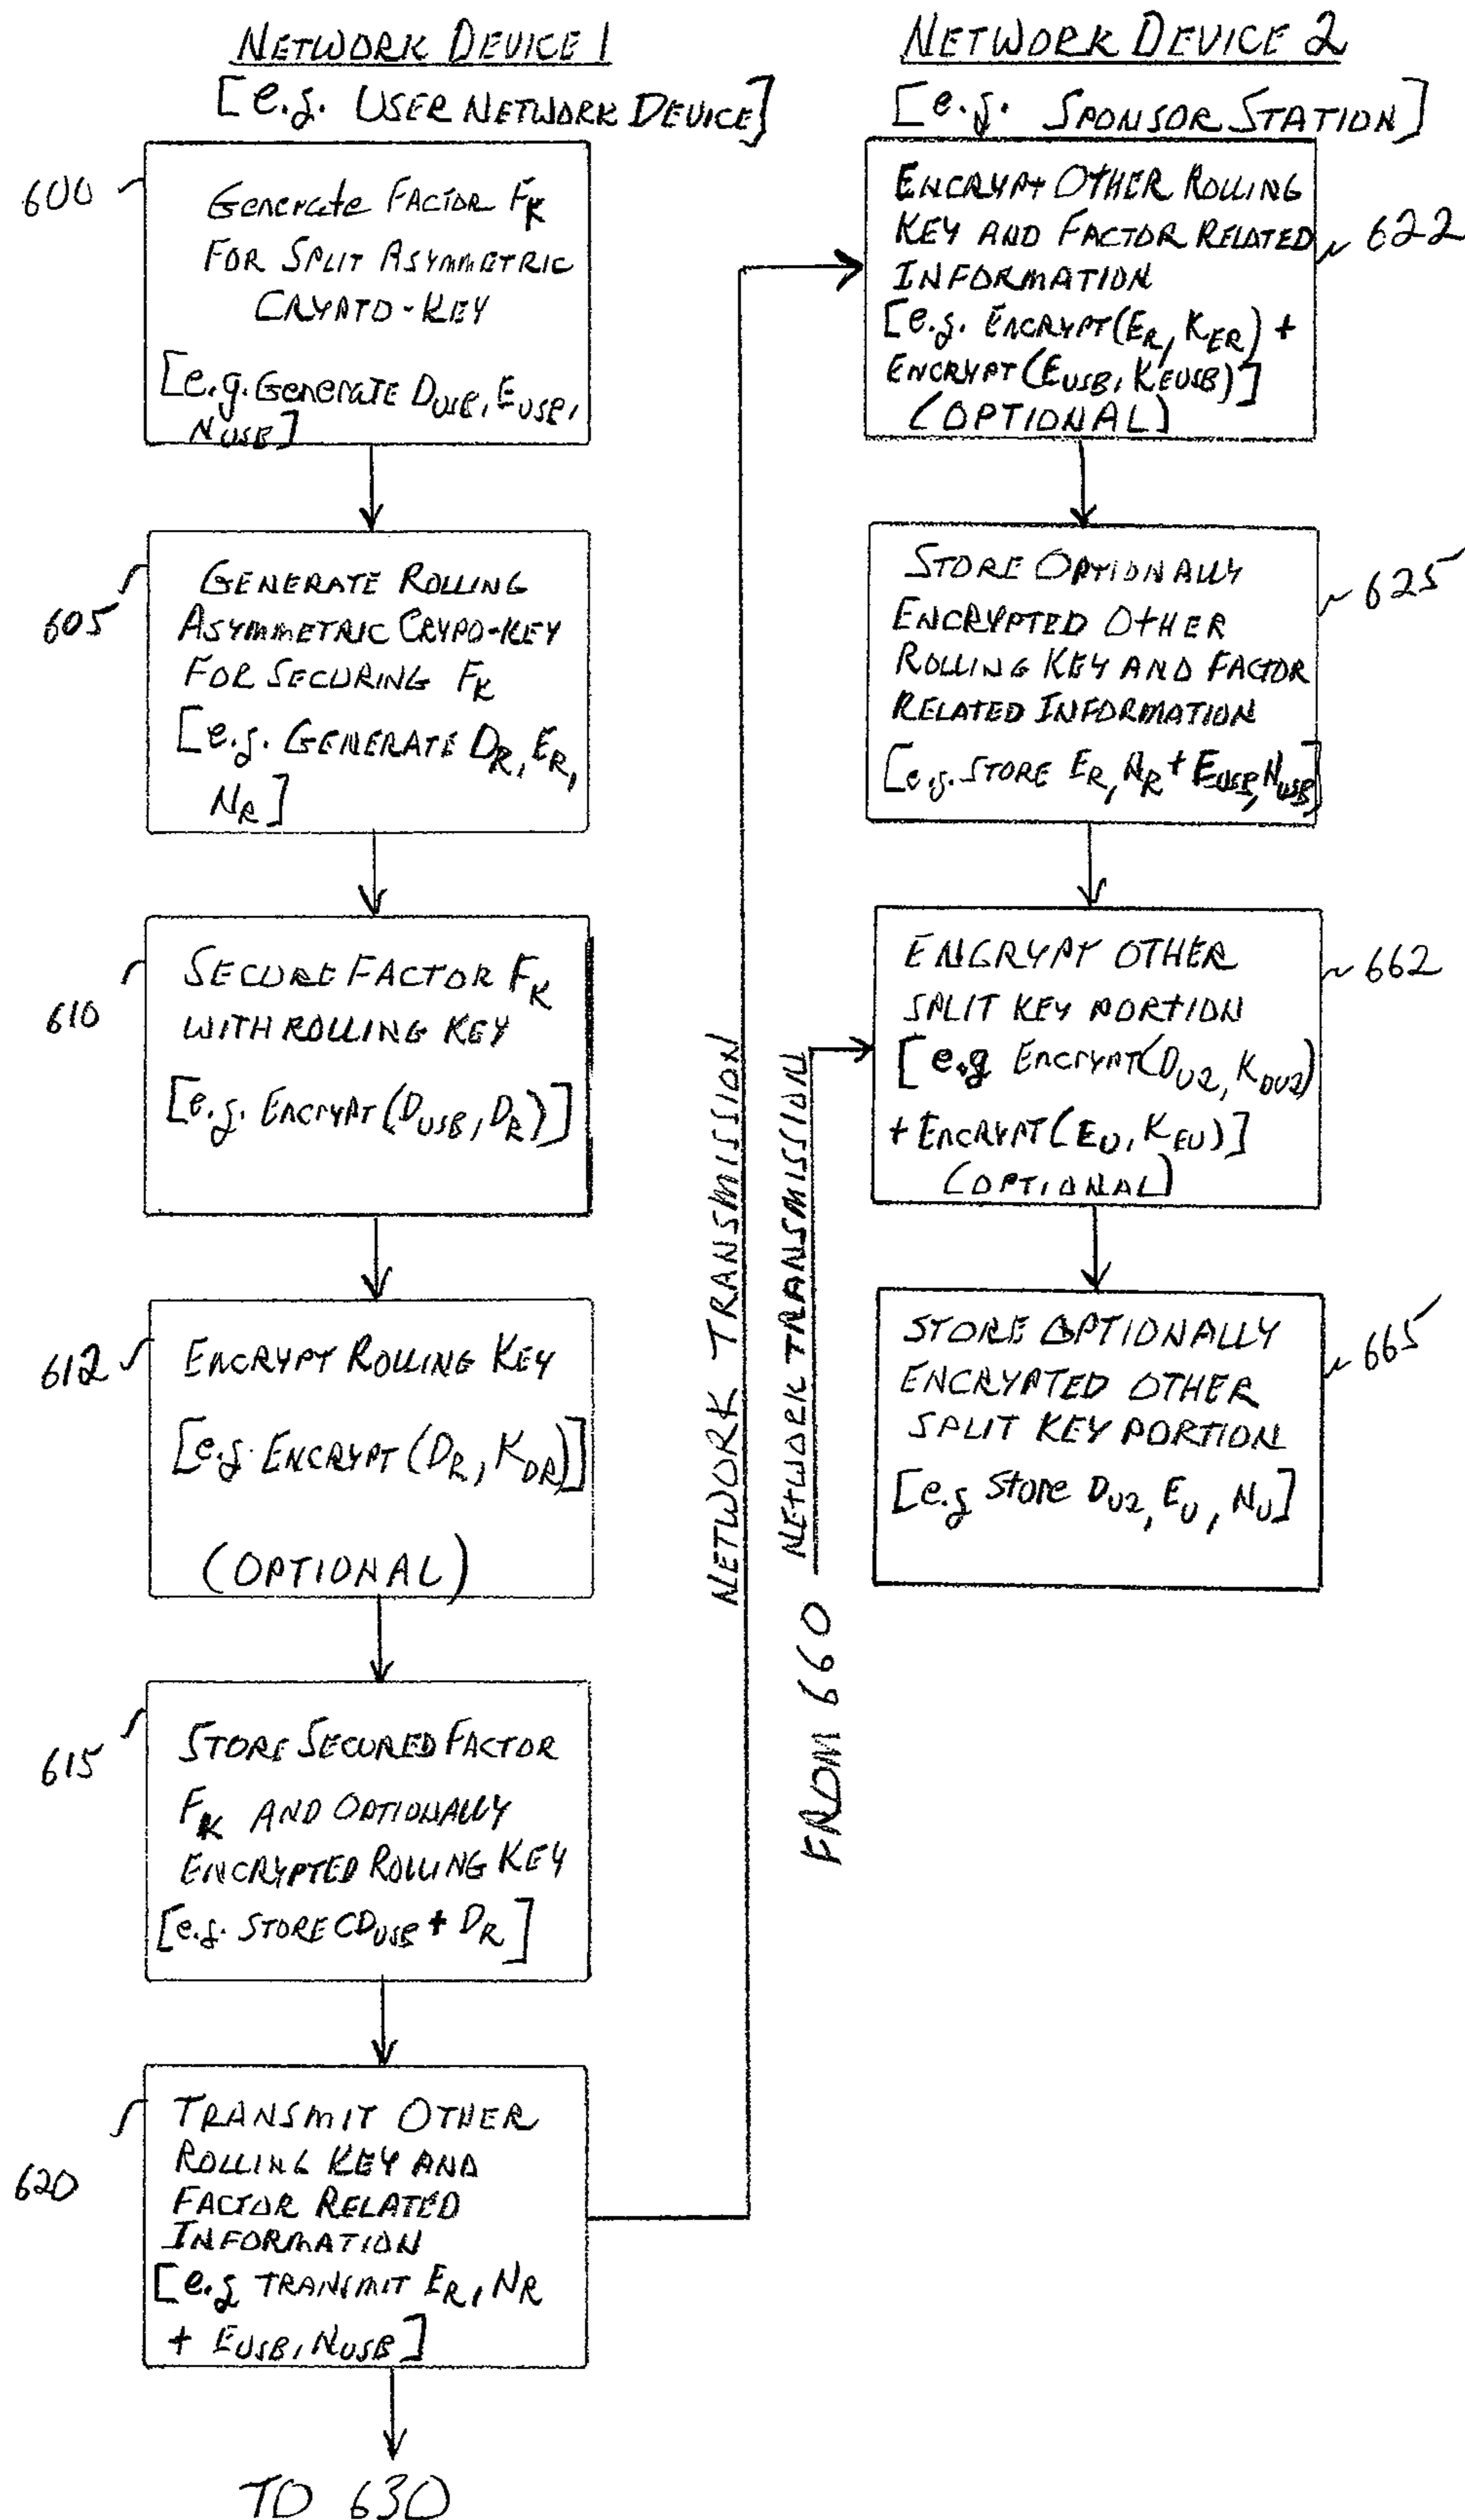 NETWORK DEVICE 1
[e.g. USER NETWORK DEVICE]
600
Generate FACTOR FK
FOR SPLIT ASYMMETRIC
CRYPTO-KEY
[e.g. GENERATE DUSB, EUSB,
NUSB]
605
GENERATE ROLLING
ASYMMETRIC CRYPO-KEY
FOR SECURING FK
[e.g. GENERATE DR, ER,
NR]
610
SECURE FACTOR FK
WITH ROLLING KEY
[e.g. ENCRYPT(DUSB, DR)]
612
ENCRYPT ROLLING KEY
[e.g. ENCRYPT (DR, KDR)]
(OPTIONAL)
615
STORE SECURED FACTOR
FK AND OPTIONALLY
ENCRYPTED ROLLING KEY
[e.g. STORE CDUSB + DR]
620
TRANSMIT OTHER
ROLLING KEY AND
FACTOR RELATED
INFORMATION
[e.g TRANSMIT ER, NR
+ EUSB, NUSB]
TO 630
NETWORK TRANSMISSION
FROM 660 NETWORK TRANSMISSION
NETWORK DEVICE 2
[e.g. SPONSOR STATION]
622
ENCRYPT OTHER ROLLING
KEY AND FACTOR RELATED
INFORMATION
[e.g. ENCRYPT(ER, KER) +
ENCRYPT(EUSB, KEUSB)]
(OPTIONAL)
625
STORE OPTIONALLY
ENCRYPTED OTHER
ROLLING KEY AND FACTOR
RELATED INFORMATION
[e.g. STORE ER, NR + EUSB, NUSB]
662
ENCRYPT OTHER
SPLIT KEY PORTION
[e.g ENCRYPT(DU2, KDU2)
+ ENCRYPT(EU, KEU)]
(OPTIONAL)
665
STORE OPTIONALLY
ENCRYPTED OTHER
SPLIT KEY PORTION
[e.g Store DU2, EU, NU]